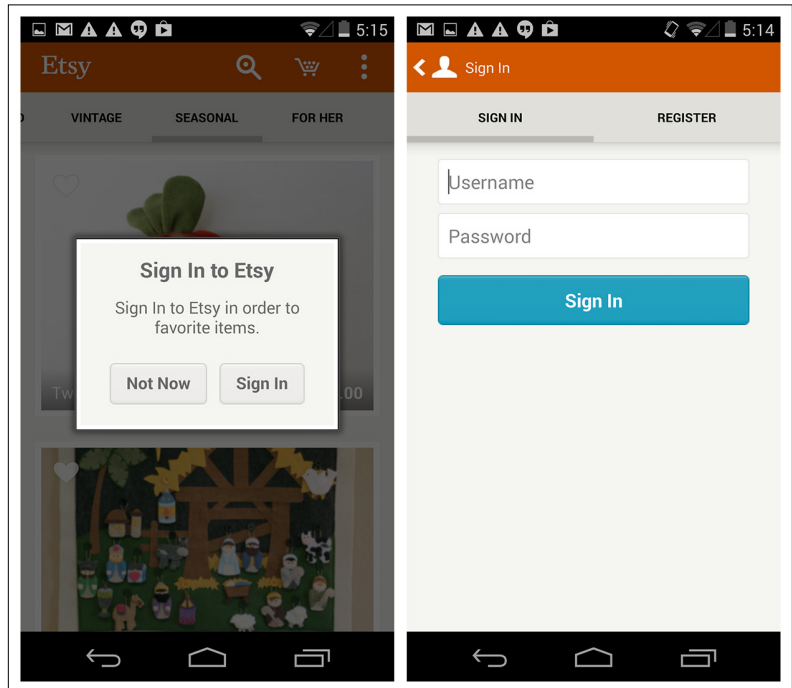 5:15
Etsy
VINTAGE SEASONAL FOR HER
Sign In to Etsy
Sign In to Etsy in order to
favorite items.
Not Now Sign In
Tw .00
5:14
Sign In
SIGN IN REGISTER
Username
Password
Sign In